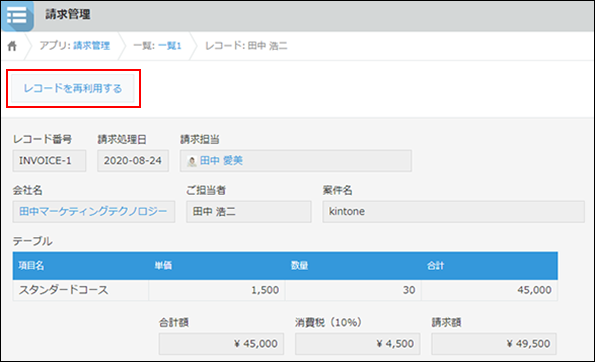 請求管理
アプリ: 請求管理 一覧: 一覧1 レコード: 田中 浩二
レコードを再利用する
レコード番号 請求処理日 請求担当
INVOICE-1 2020-08-24 田中 愛美
会社名 ご担当者 案件名
田中マーケティングテクノロジー 田中 浩二 kintone
テーブル
項目名 単価 数量 合計
スタンダードコース 1,500 30 45,000
合計額 消費税（10%） 請求額
¥ 45,000 ¥ 4,500 ¥ 49,500